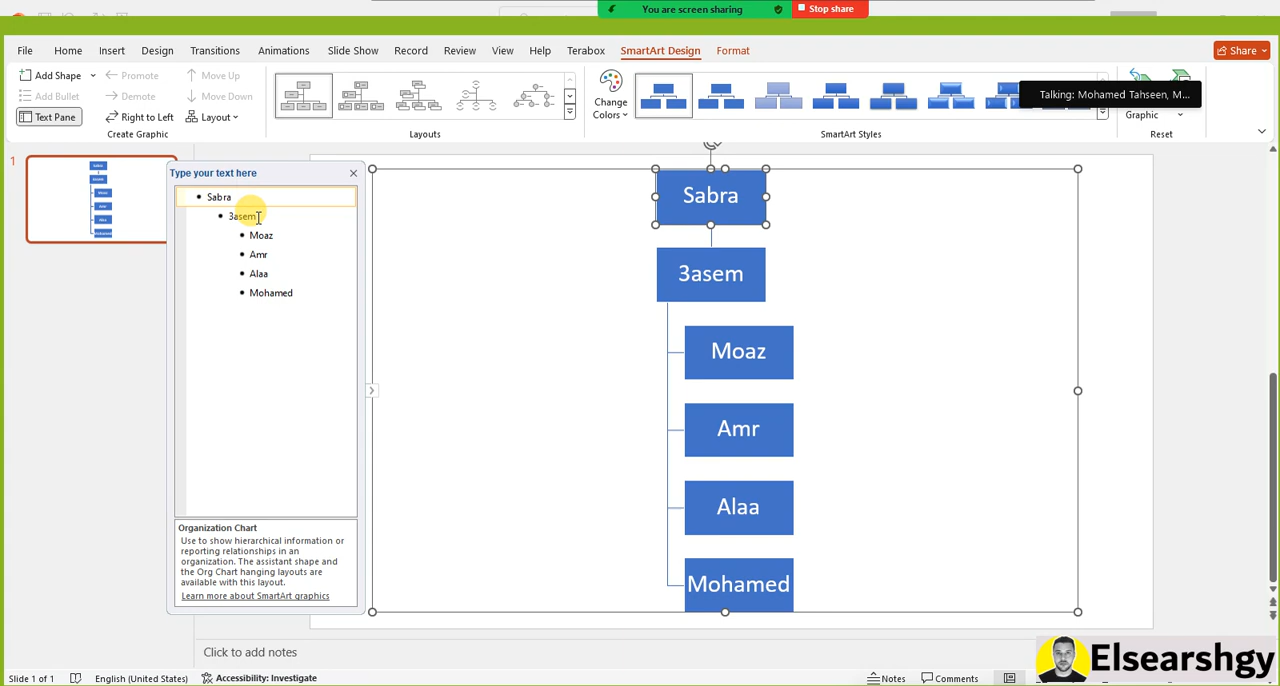 You are screen sharing
Stop share
File Home Insert Design Transitions Animations Slide Show Record Review View Help Terabox SmartArt Design Format
Share
Add Shape Promote Move Up
Add Bullet Demote Move Down
Text Pane Right to Left Layout
Create Graphic
Layouts
Change
Colors
SmartArt Styles
Talking: Mohamed Tahseen, M...
Graphic
Reset
1
Type your text here
Sabra
3asem
Moaz
Amr
Alaa
Mohamed
Organization Chart
Use to show hierarchical information or
reporting relationships in an
organization. The assistant shape and
the Org Chart hanging layouts are
available with this layout.
Learn more about SmartArt graphics
Sabra
3asem
Moaz
Amr
Alaa
Mohamed
Click to add notes
Elsearshgy
Slide 1 of 1 English (United States) Accessibility: Investigate Notes Comments